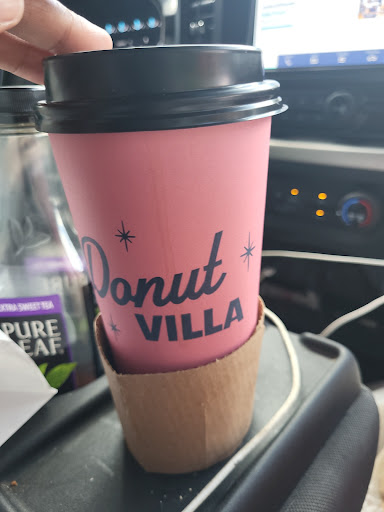 Donut
VILLA
EXTRA SWEET TEA
PURE
LEAF